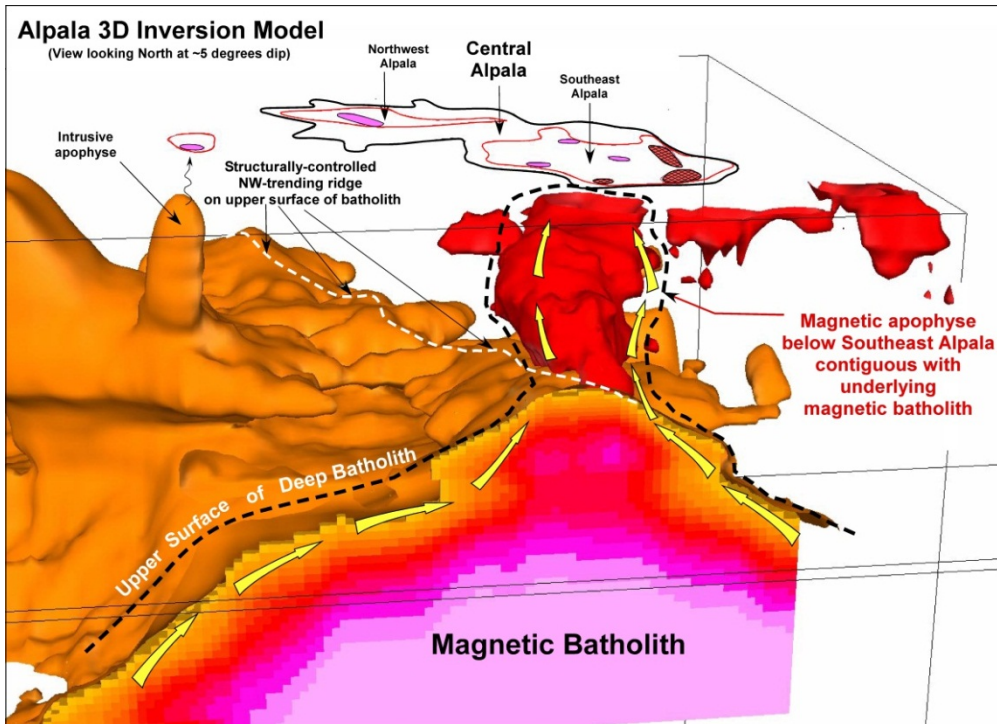 Alpala 3D Inversion Model
(View looking North at ~5 degrees dip)
Northwest
Alpala
Central
Alpala
Southeast
Alpala
Intrusive
apophyse
Structurally-controlled
NW-trending ridge
on upper surface of batholith
Magnetic apophyse
below Southeast Alpala
contiguous with
underlying
magnetic batholith
Upper Surface of Deep Batholith
Magnetic Batholith